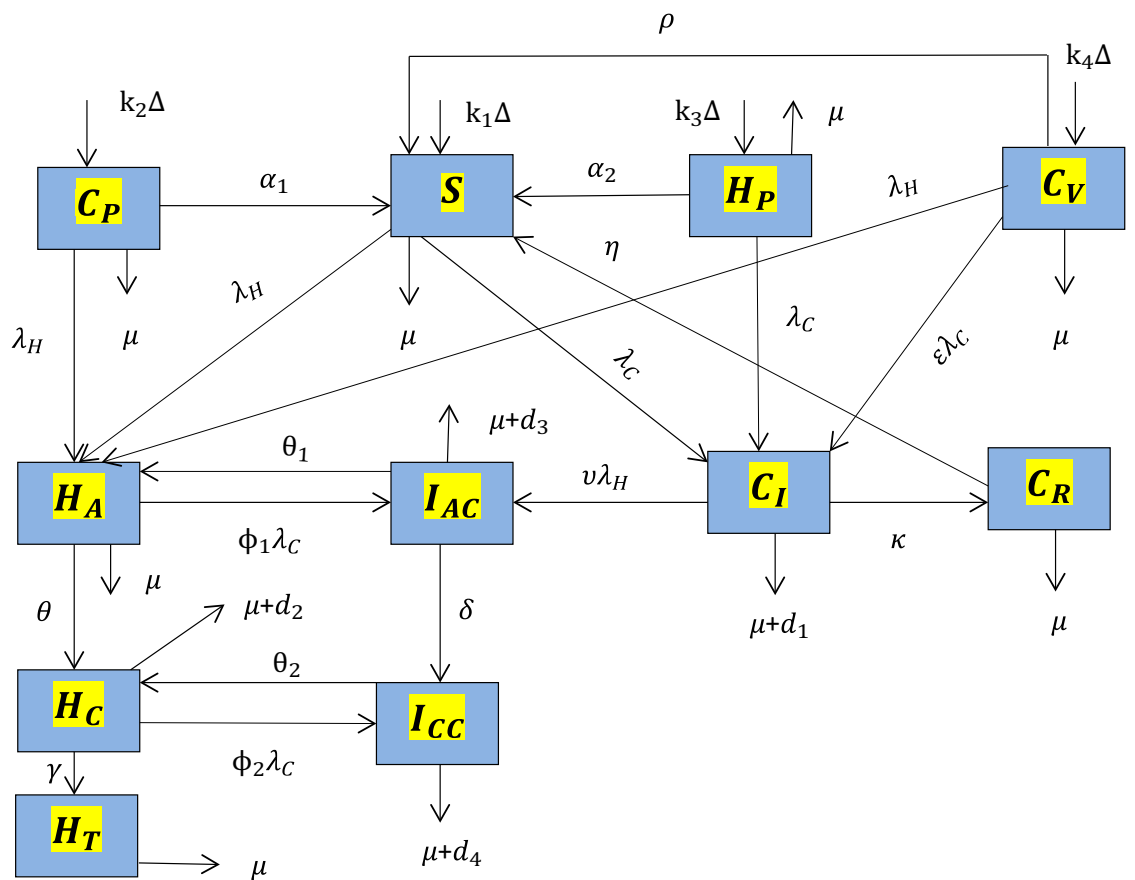 ρ
k₄Δ
k₂Δ
k₁Δ
k₃Δ
μ
C_P
α₁
S
α₂
H_P
λ_H
C_V
η
λ_H
μ
λ_H
μ
λ_C
λ_C
ελ_C
μ
μ+d₃
H_A
θ₁
I_AC
υλ_H
C_I
C_R
ϕ₁λ_C
κ
μ
θ
μ+d₂
δ
μ+d₁
μ
H_C
θ₂
I_CC
ϕ₂λ_C
γ
H_T
μ
μ+d₄